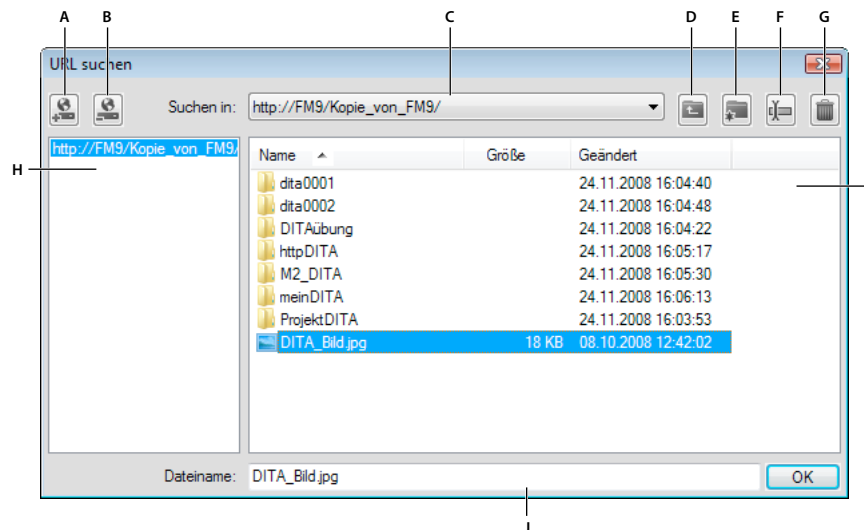 A B C D E F G
URL suchen
Suchen in: http://FM9/Kopie_von_FM9/
http://FM9/Kopie_von_FM9/
Name Größe Geändert
H
dita0001 24.11.2008 16:04:40
dita0002 24.11.2008 16:04:48
DITAübung 24.11.2008 16:04:22
httpDITA 24.11.2008 16:05:17
M2_DITA 24.11.2008 16:05:30
meinDITA 24.11.2008 16:06:13
ProjektDITA 24.11.2008 16:03:53
DITA_Bild.jpg 18 KB 08.10.2008 12:42:02
Dateiname: DITA_Bild.jpg OK